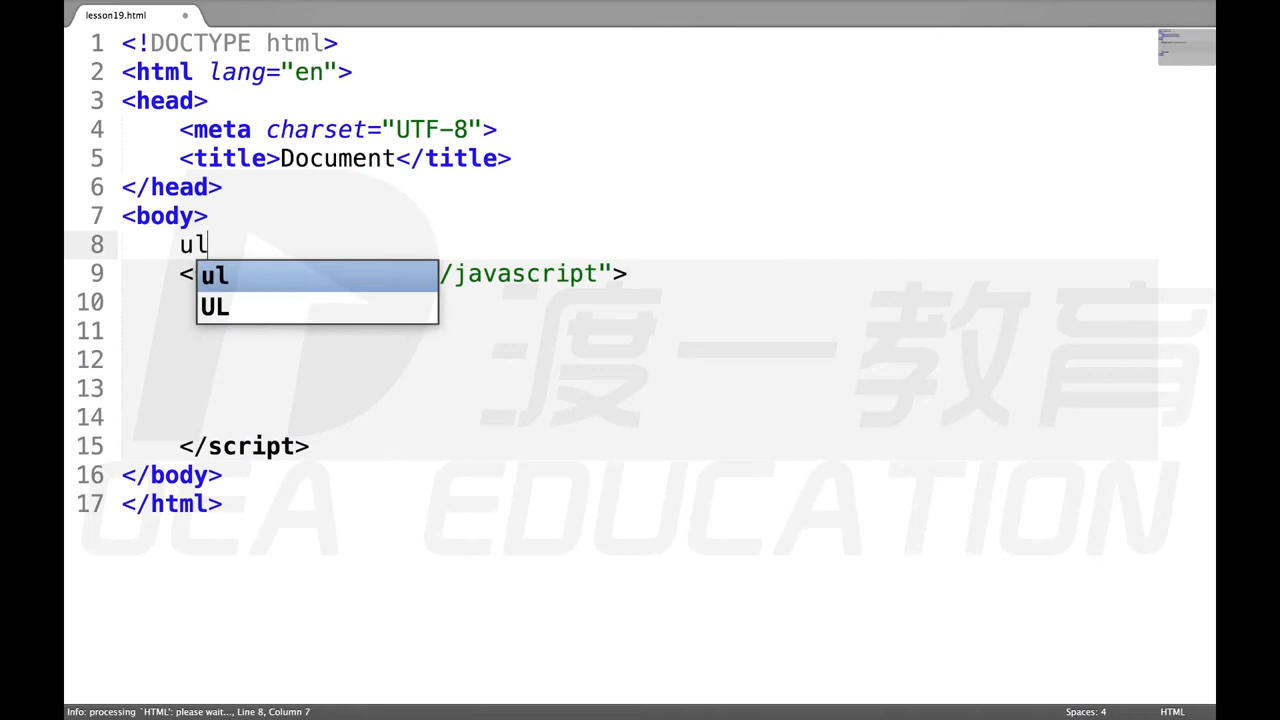 lesson19.html
1 <!DOCTYPE html>
2 <html lang="en">
3 <head>
4     <meta charset="UTF-8">
5     <title>Document</title>
6 </head>
7 <body>
8     ul
9     < /javascript">
ul
UL
10
11
12
13
14
15     </script>
16 </body>
17 </html>
渡一教育
EDUCATION
Info: processing `HTML': please wait..., Line 8, Column 7
Spaces: 4
HTML